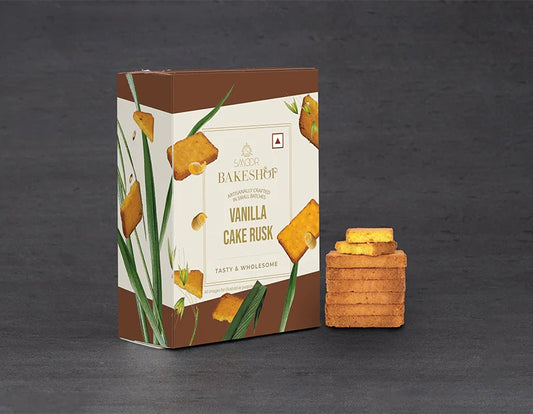 SMOOR
BAKESHOP
ARTISANALLY CRAFTED
IN SMALL BATCHES
VANILLA
CAKE RUSK
TASTY & WHOLESOME